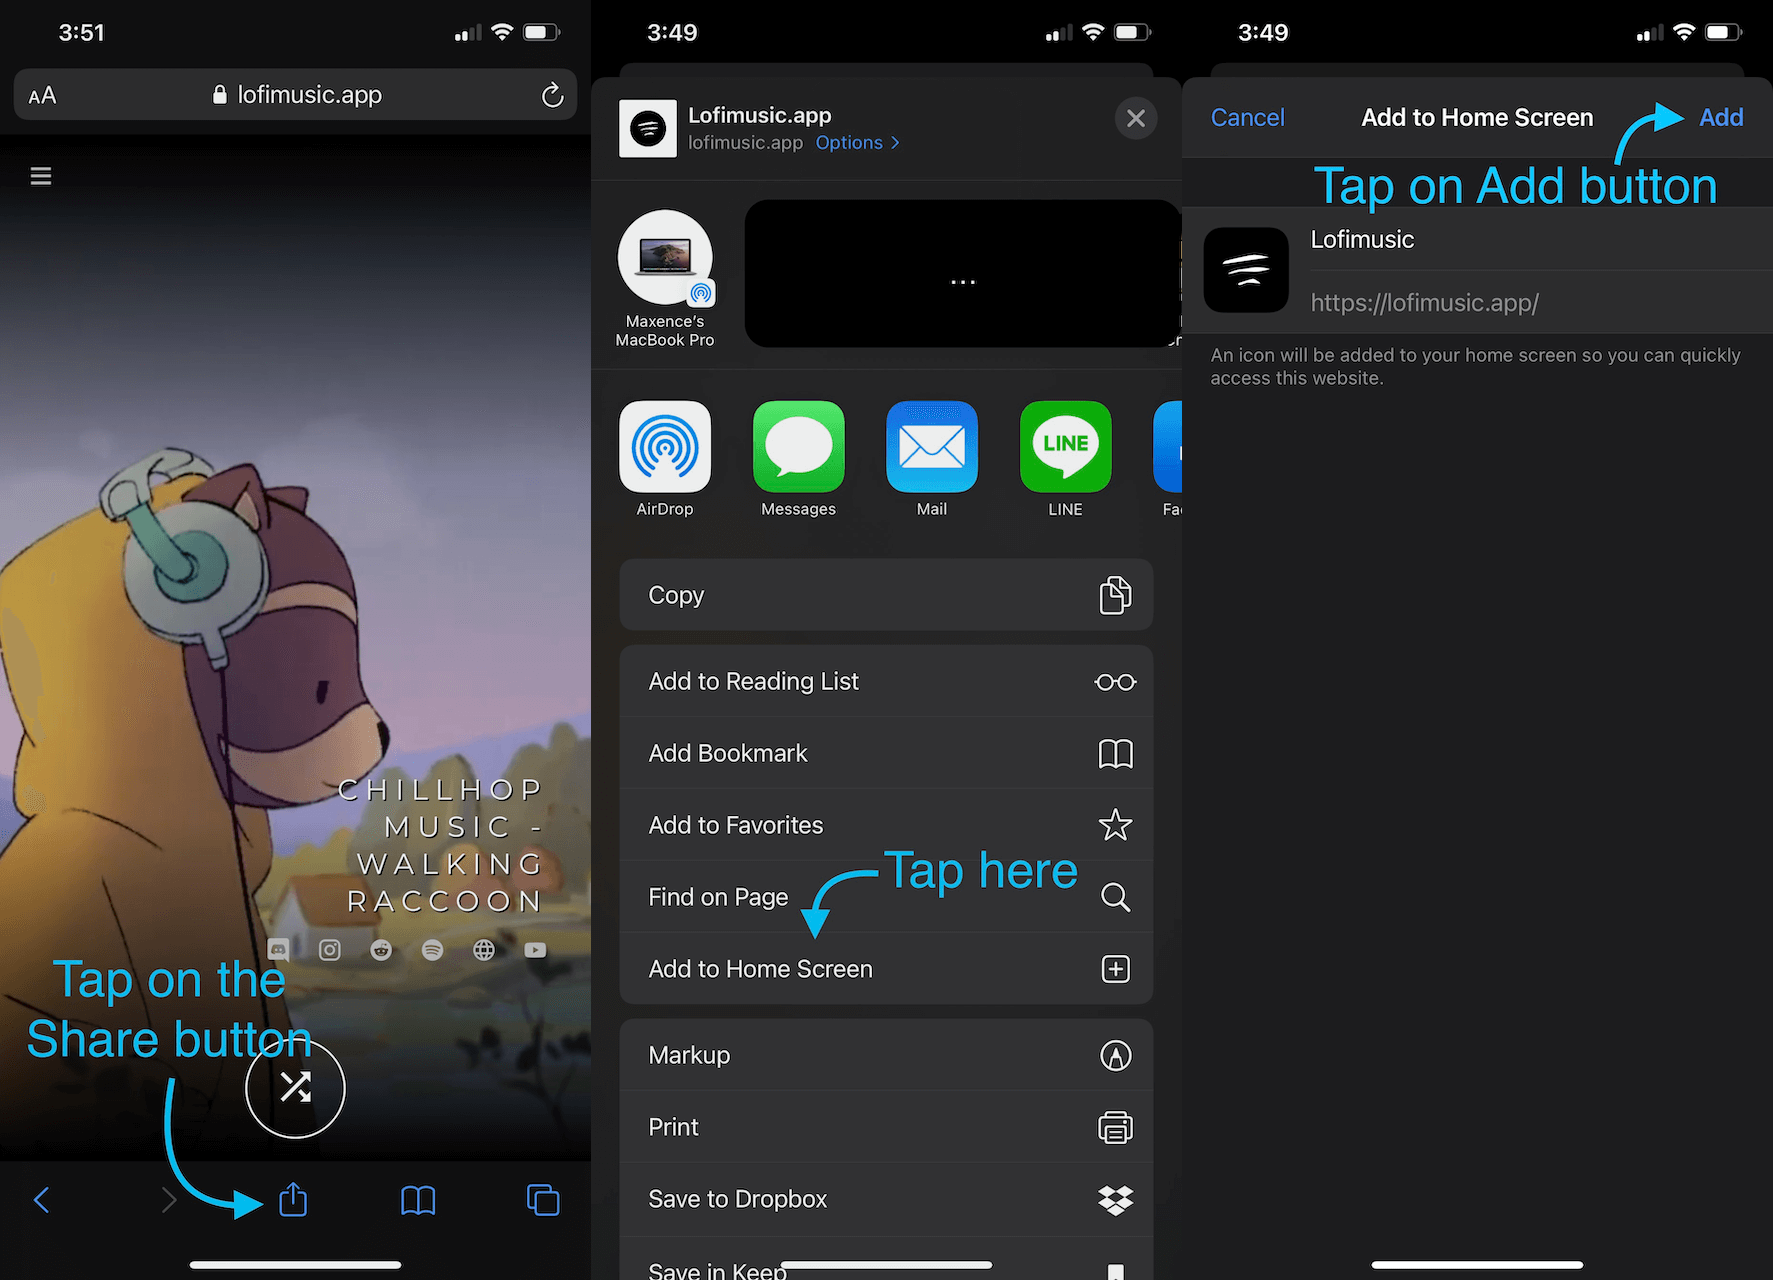 3:51
AA
lofimusic.app
CHILLHOP
MUSIC -
WALKING
RACCOON
Tap on the
Share button
3:49
Lofimusic.app
lofimusic.app Options
Maxence's
MacBook Pro
...
AirDrop
Messages
Mail
LINE
LINE
Copy
Add to Reading List
Add Bookmark
Add to Favorites
Tap here
Find on Page
Add to Home Screen
Markup
Print
Save to Dropbox
Save in Keep
3:49
Cancel
Add to Home Screen
Add
Tap on Add button
Lofimusic
https://lofimusic.app/
An icon will be added to your home screen so you can quickly
access this website.